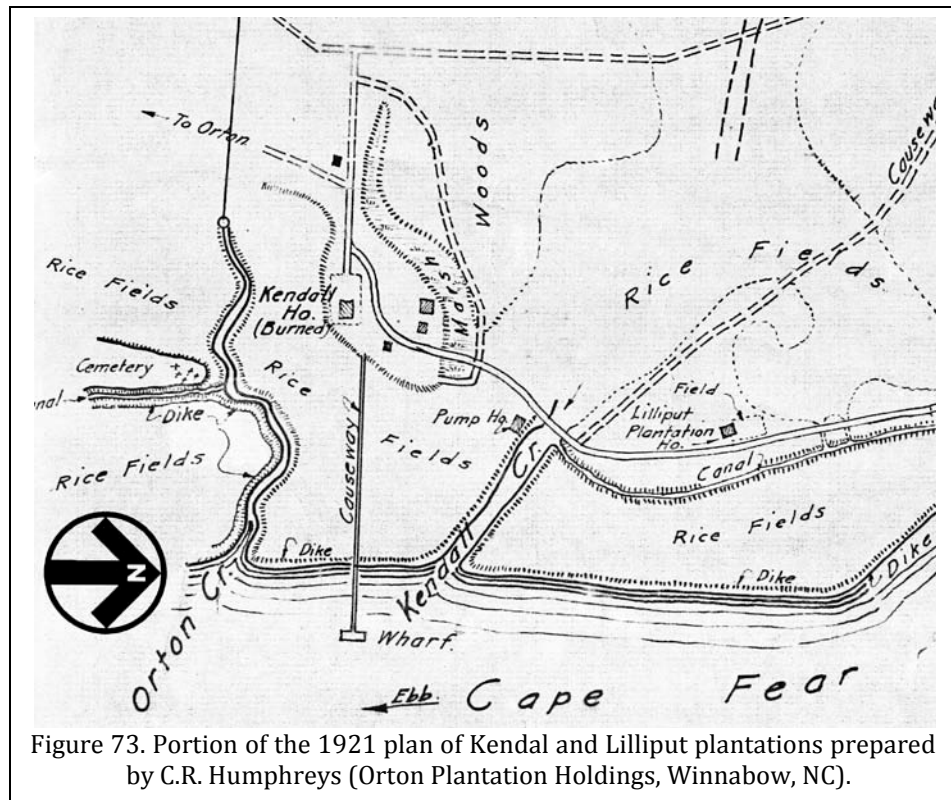 To Orton
Woods
Causew
Rice
Fields
Rice Fields
Marsh
Kendall
Ho.
(Burned)
Cemetery
Rice
Fields
onal
Dike
Rice Fields
Causeway
Pump Ho.
Field
Lilliput
Plantation
Ho.
Canal
Rice Fields
N
Orton Cr.
Dike
Kendall Cr.
Dike
Dike
Wharf.
Ebb.
Cape Fear
Figure 73. Portion of the 1921 plan of Kendal and Lilliput plantations prepared
by C.R. Humphreys (Orton Plantation Holdings, Winnabow, NC).